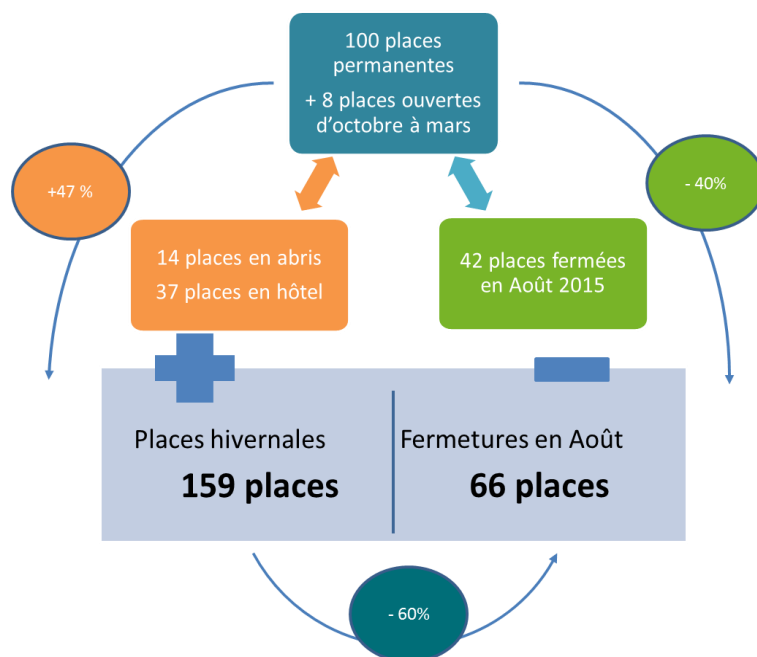 100 places
permanentes
+ 8 places ouvertes
d'octobre à mars
+47 %
- 40%
14 places en abris
37 places en hôtel
42 places fermées
en Août 2015
Places hivernales
159 places
Fermetures en Août
66 places
- 60%